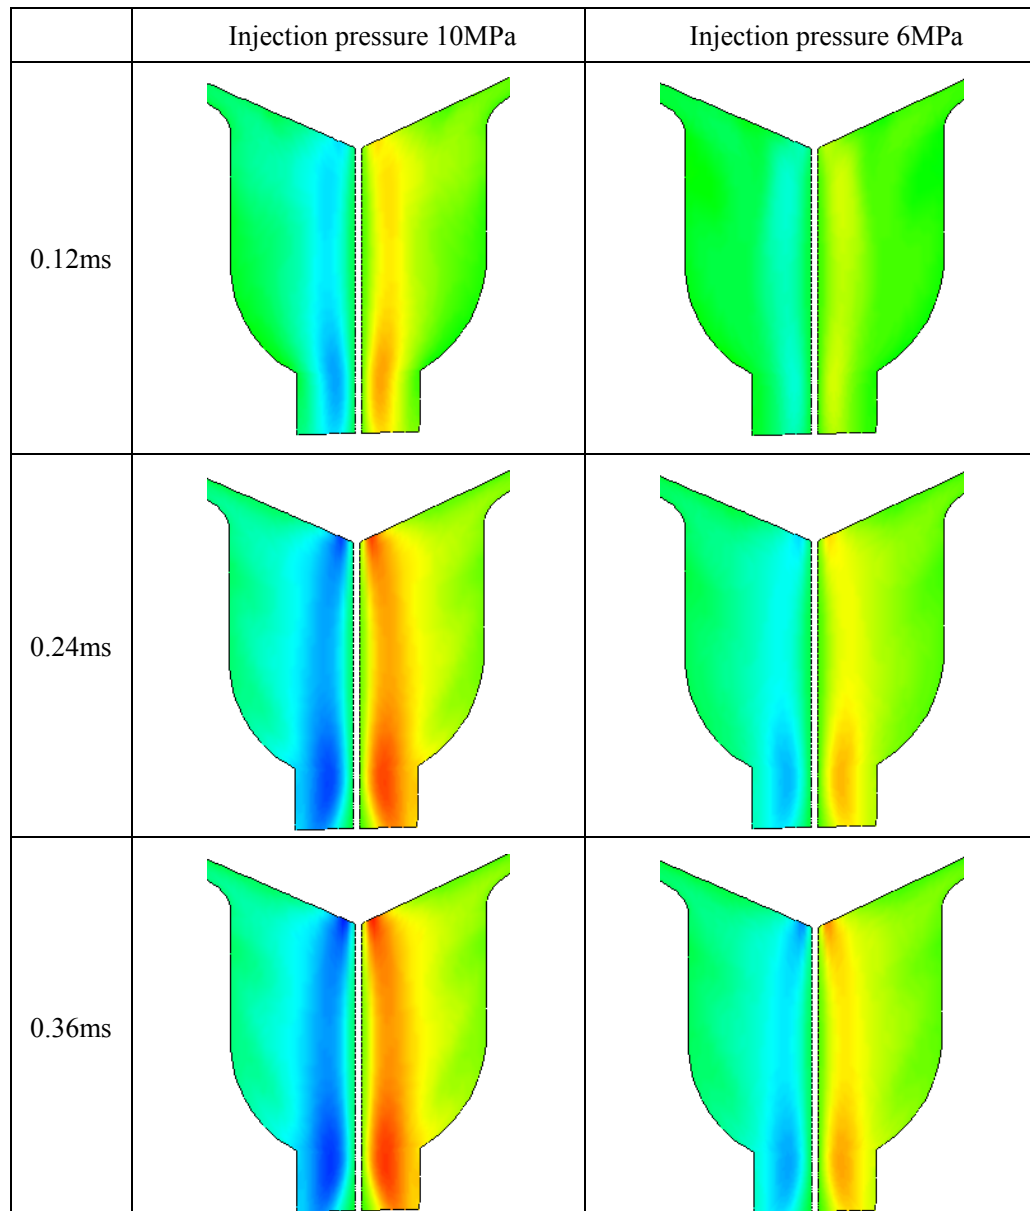 Injection pressure 10MPa
Injection pressure 6MPa
0.12ms
0.24ms
0.36ms